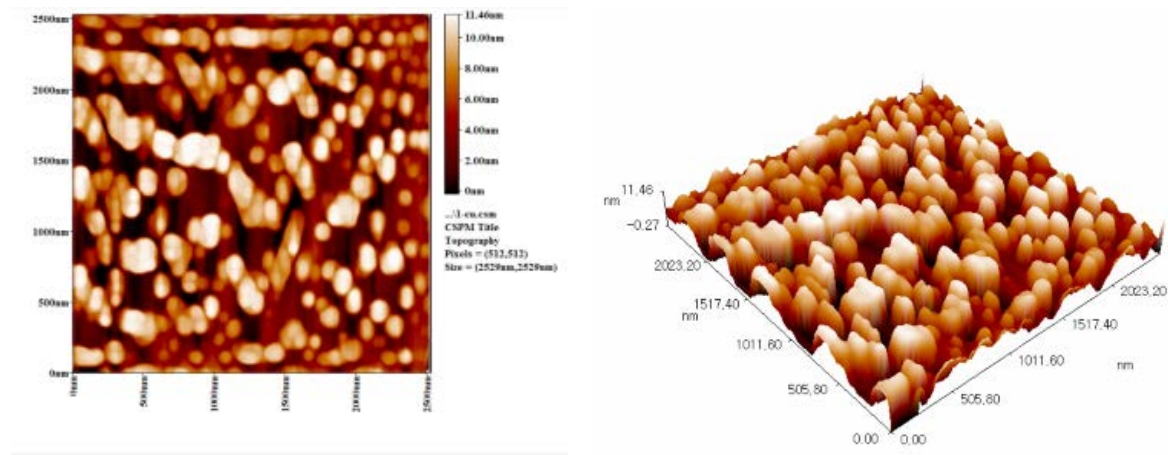 2500nm
2000nm
1500nm
1000nm
500nm
0nm
0nm
500nm
1000nm
1500nm
2000nm
2500nm
11.46nm
10.00nm
8.00nm
6.00nm
4.00nm
2.00nm
0nm
CSPM Title
Topography
Pixels = (512,512)
Size = (2529nm,2529nm)
11.46
nm
-0.27
2023.20
1517.40
nm
1011.60
505.80
0.00
0.00
505.80
1011.60
nm
1517.40
2023.20